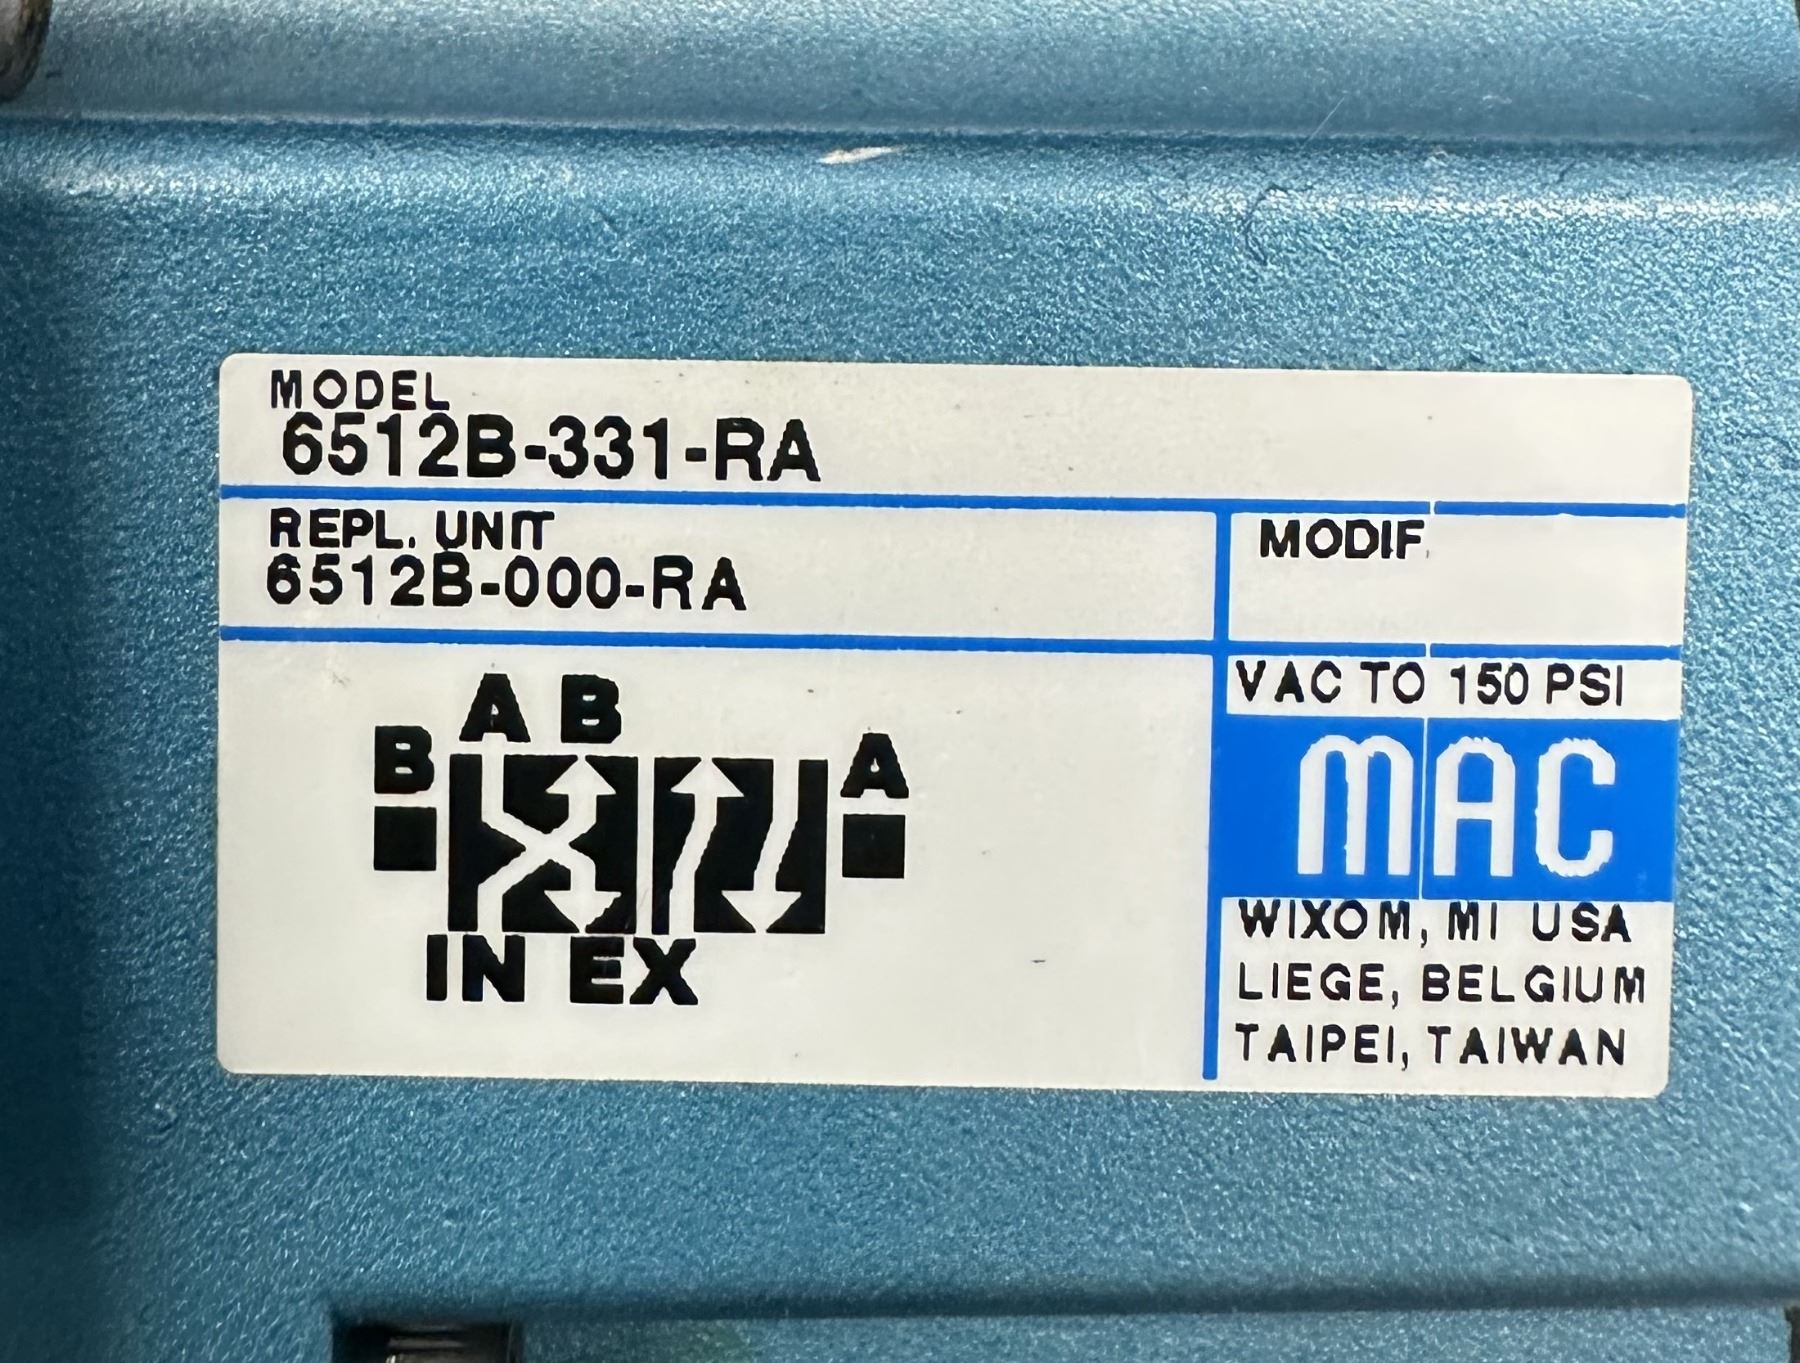 MODEL
6512B-331-RA
REPL. UNIT
6512B-000-RA
MODIF.
A B
B
A
IN EX
VAC TO 150 PSI
MAC
WIXOM, MI USA
LIEGE, BELGIUM
TAIPEI, TAIWAN